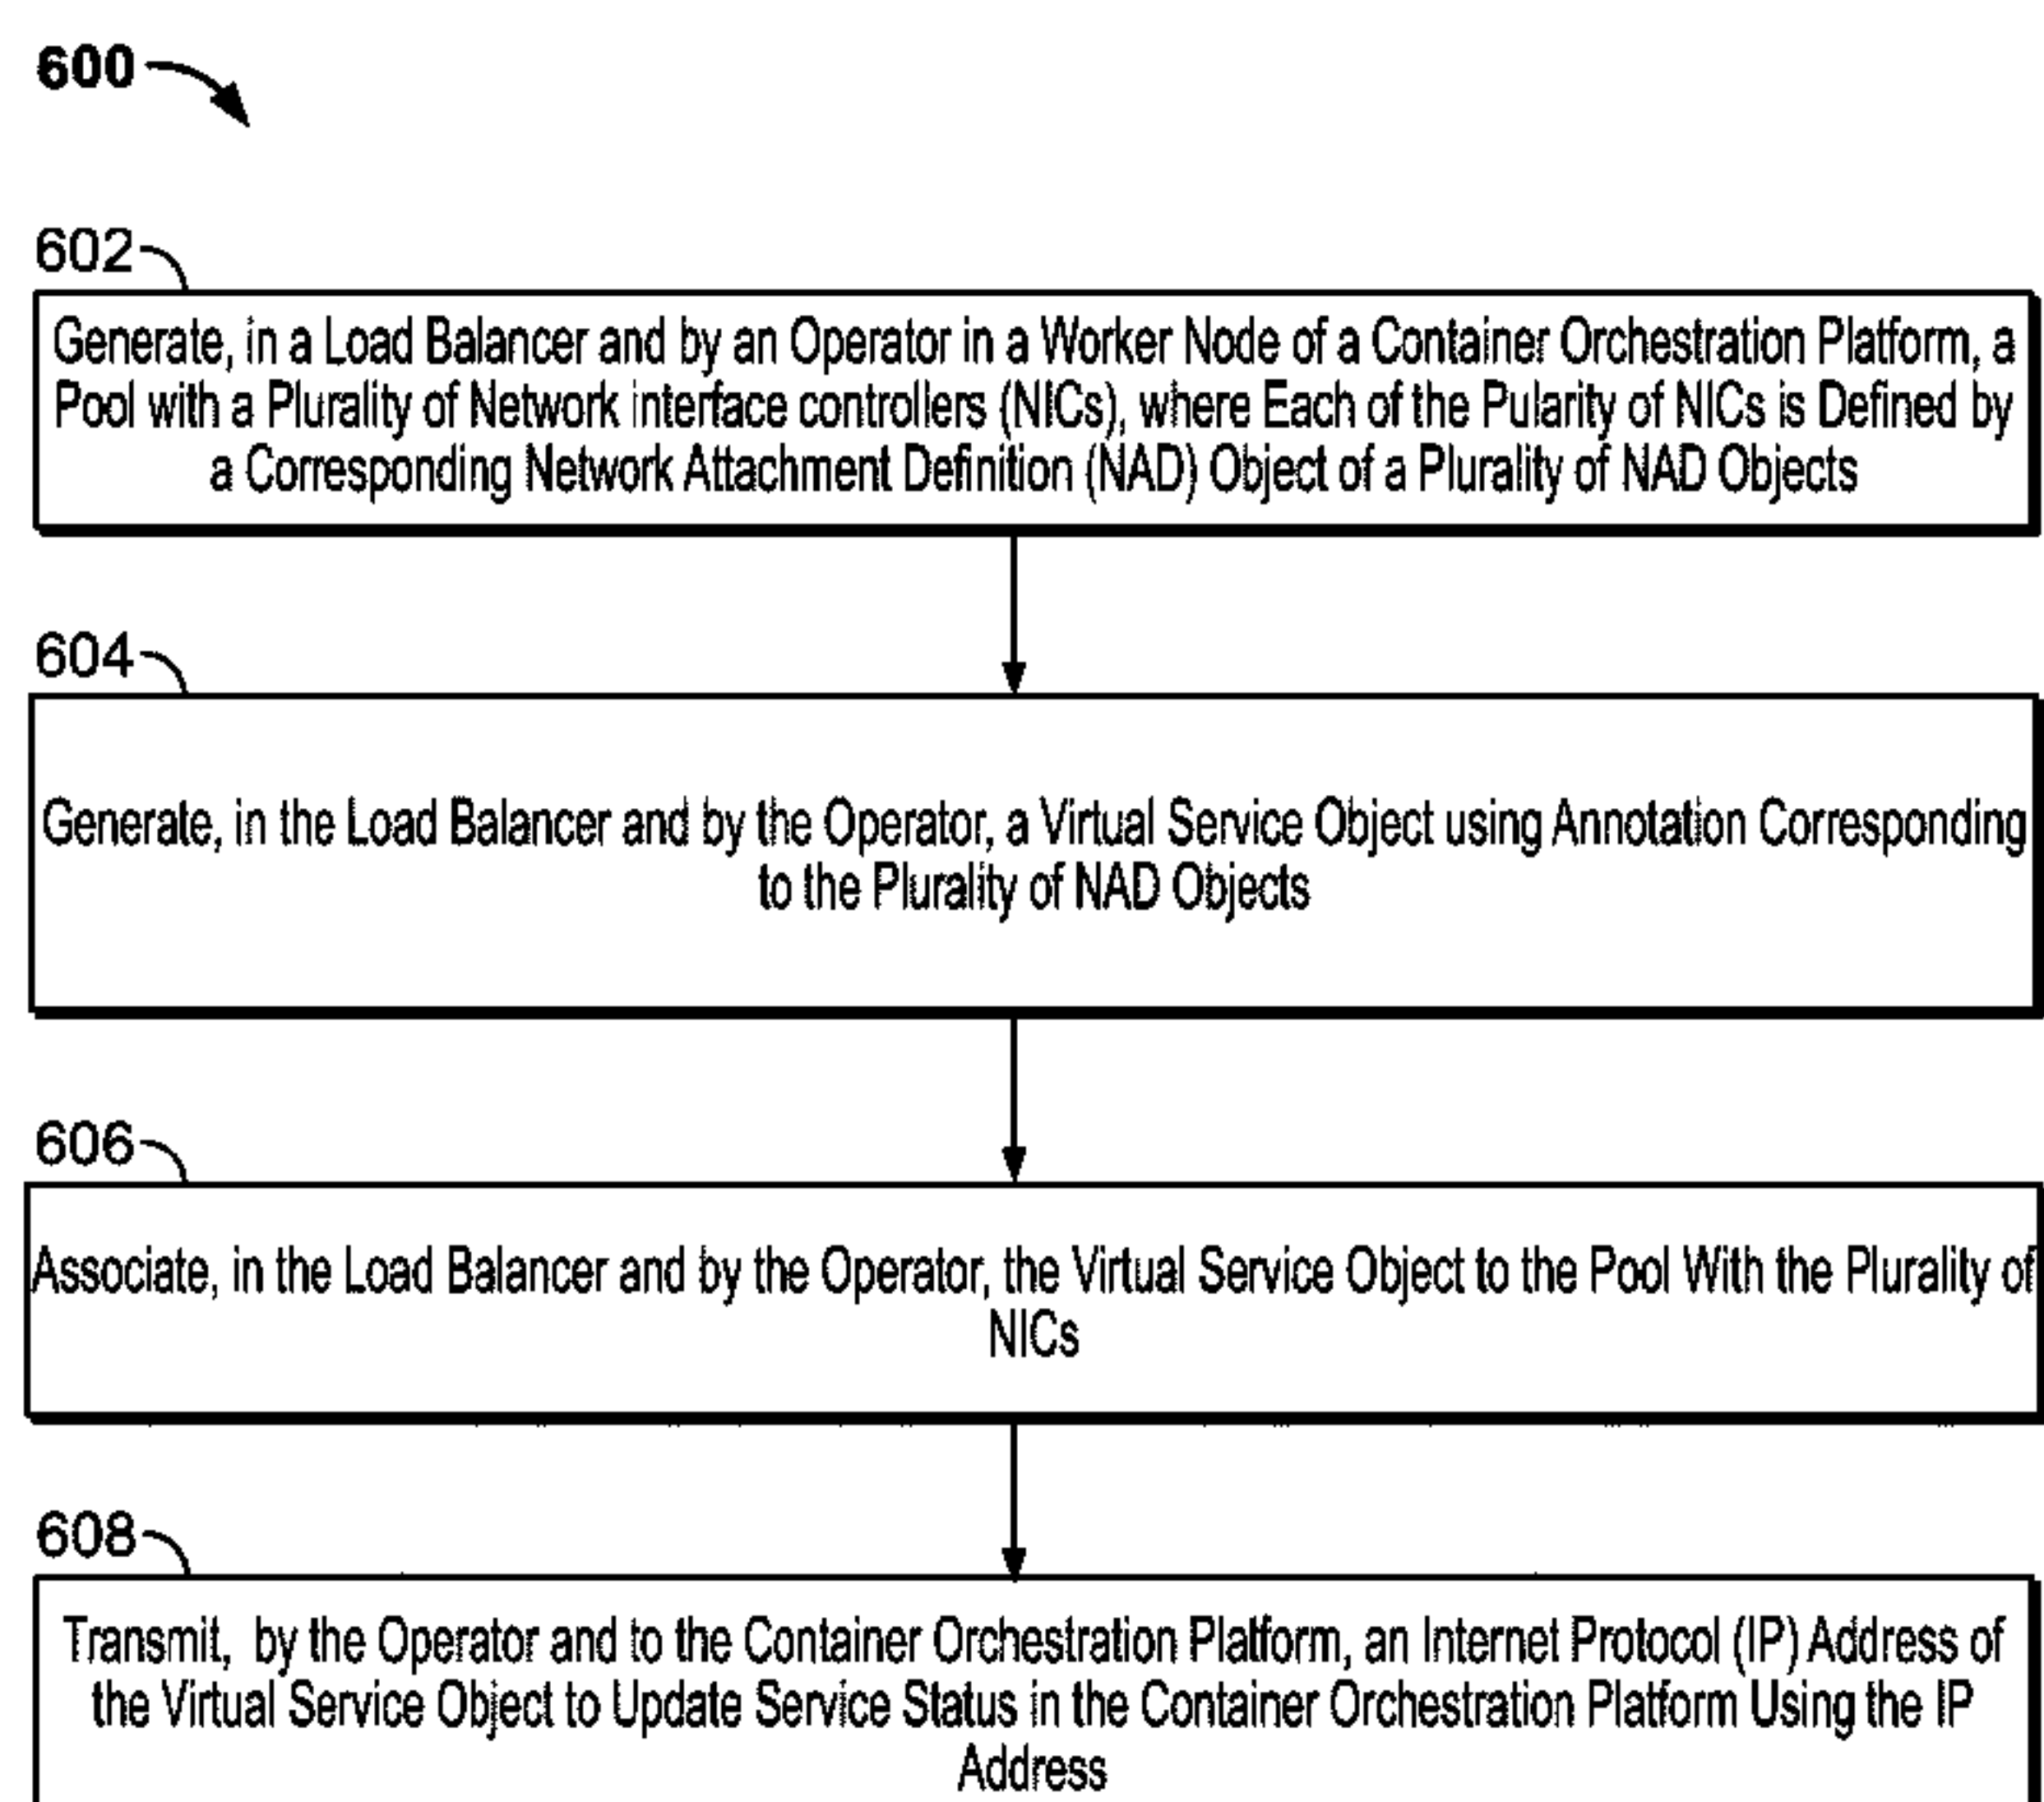 600
602
Generate, in a Load Balancer and by an Operator in a Worker Node of a Container Orchestration Platform, a
Pool with a Plurality of Network interface controllers (NICs), where Each of the Pularity of NICs is Defined by
a Corresponding Network Attachment Definition (NAD) Object of a Plurality of NAD Objects
604
Generate, in the Load Balancer and by the Operator, a Virtual Service Object using Annotation Corresponding
to the Plurality of NAD Objects
606
Associate, in the Load Balancer and by the Operator, the Virtual Service Object to the Pool With the Plurality of
NICs
608
Transmit, by the Operator and to the Container Orchestration Platform, an Internet Protocol (IP) Address of
the Virtual Service Object to Update Service Status in the Container Orchestration Platform Using the IP
Address